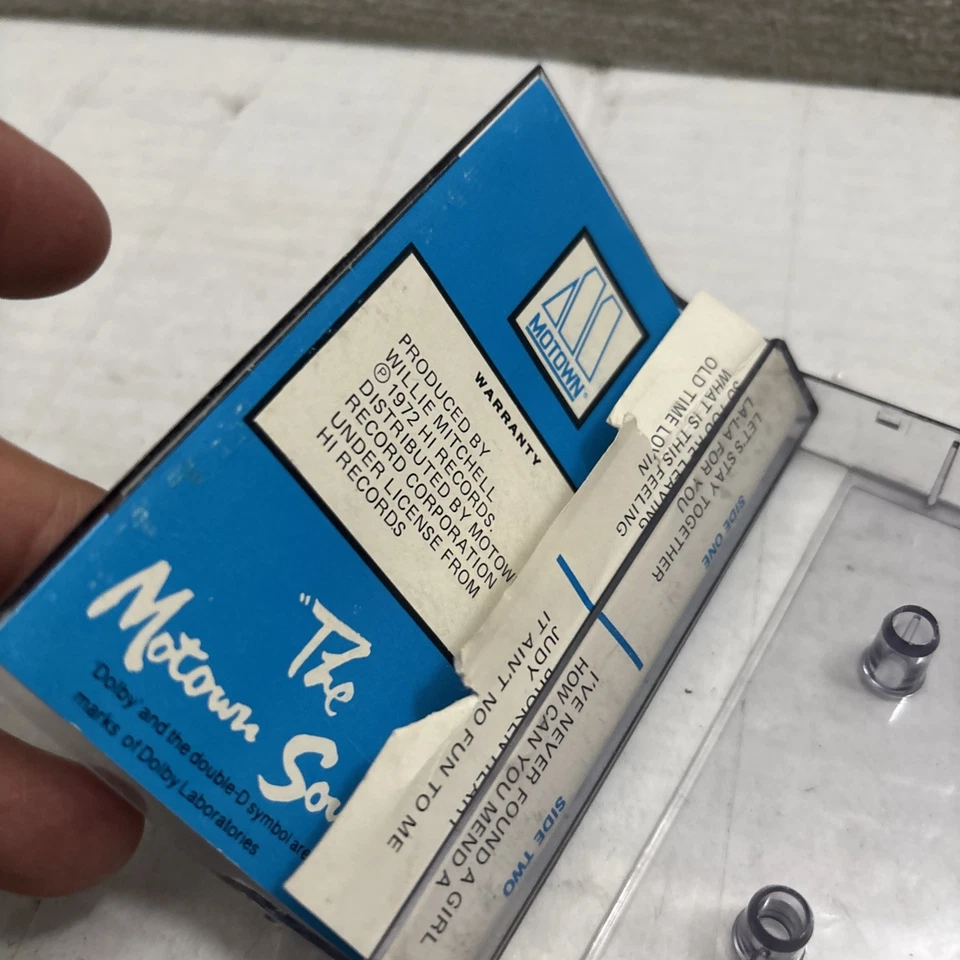 MOTOWN®
WARRANTY
PRODUCED BY
WILLIE MITCHELL
℗ 1972 HI RECORDS.
DISTRIBUTED BY MOTOWN
RECORD CORPORATION
UNDER LICENSE FROM
HI RECORDS
"The
Motown Sou
'Dolby' and the double-D symbol are
marks of Dolby Laboratories
SIDE ONE
LET'S STAY TOGETHER
LA-LA FOR YOU
SO YOU'RE LEAVING
WHAT IS THIS FEELING
OLD TIME LOVIN
SIDE TWO
I'VE NEVER FOUND A GIRL
HOW CAN YOU MEND A
JUDY BROKEN HEART
IT AIN'T NO FUN TO ME